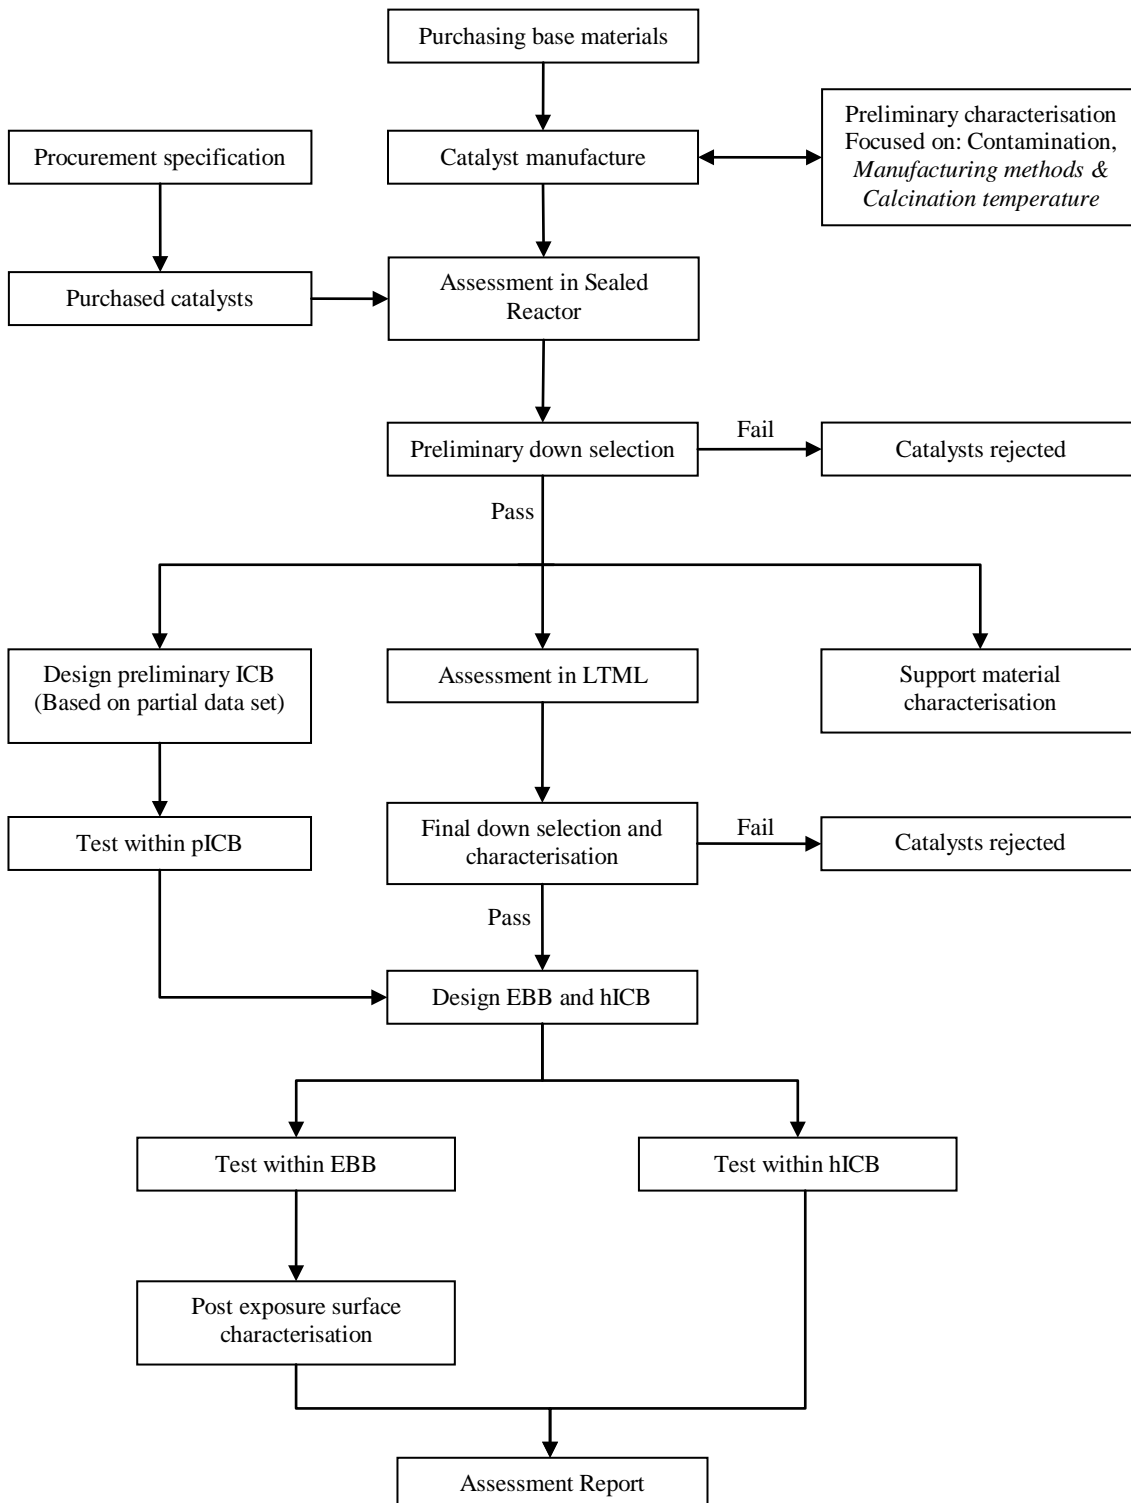 Purchasing base materials
Procurement specification
Catalyst manufacture
Preliminary characterisation
Focused on: Contamination,
Manufacturing methods &
Calcination temperature
Purchased catalysts
Assessment in Sealed
Reactor
Preliminary down selection
Fail
Catalysts rejected
Pass
Design preliminary ICB
(Based on partial data set)
Assessment in LTML
Support material
characterisation
Test within pICB
Final down selection and
characterisation
Fail
Catalysts rejected
Pass
Design EBB and hICB
Test within EBB
Test within hICB
Post exposure surface
characterisation
Assessment Report